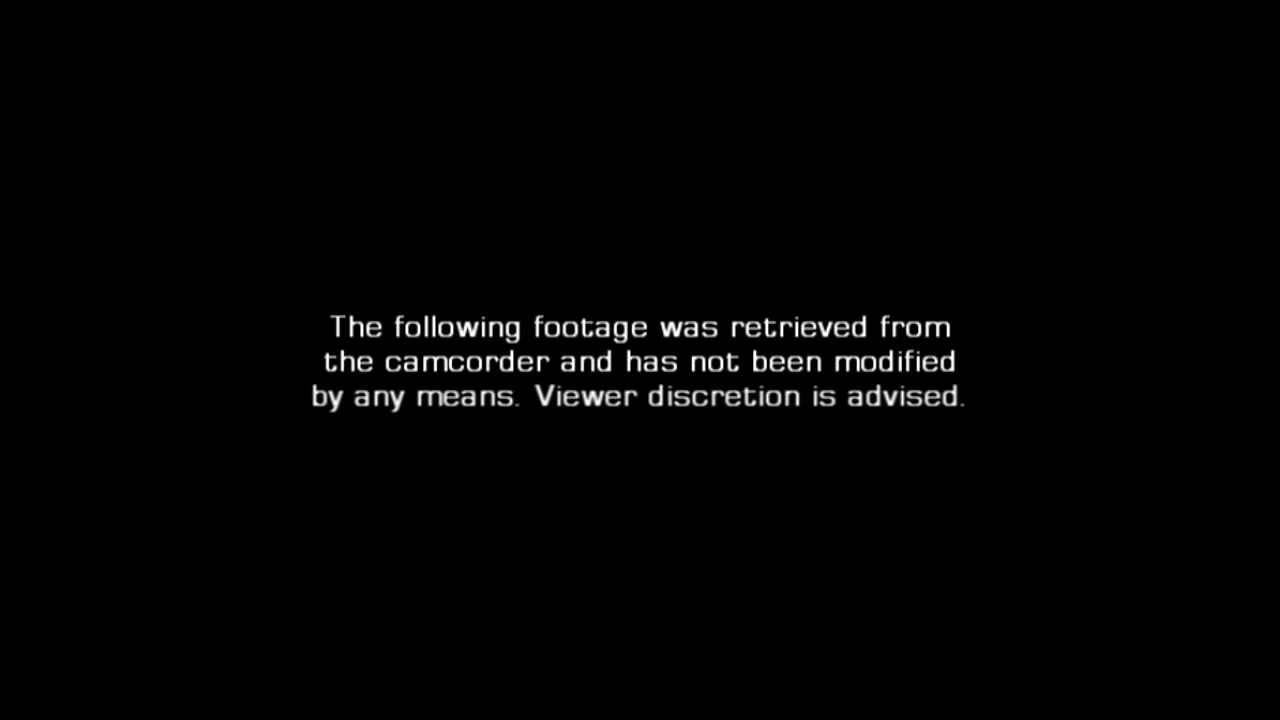 The following footage was retrieved from
the camcorder and has not been modified
by any means. Viewer discretion is advised.